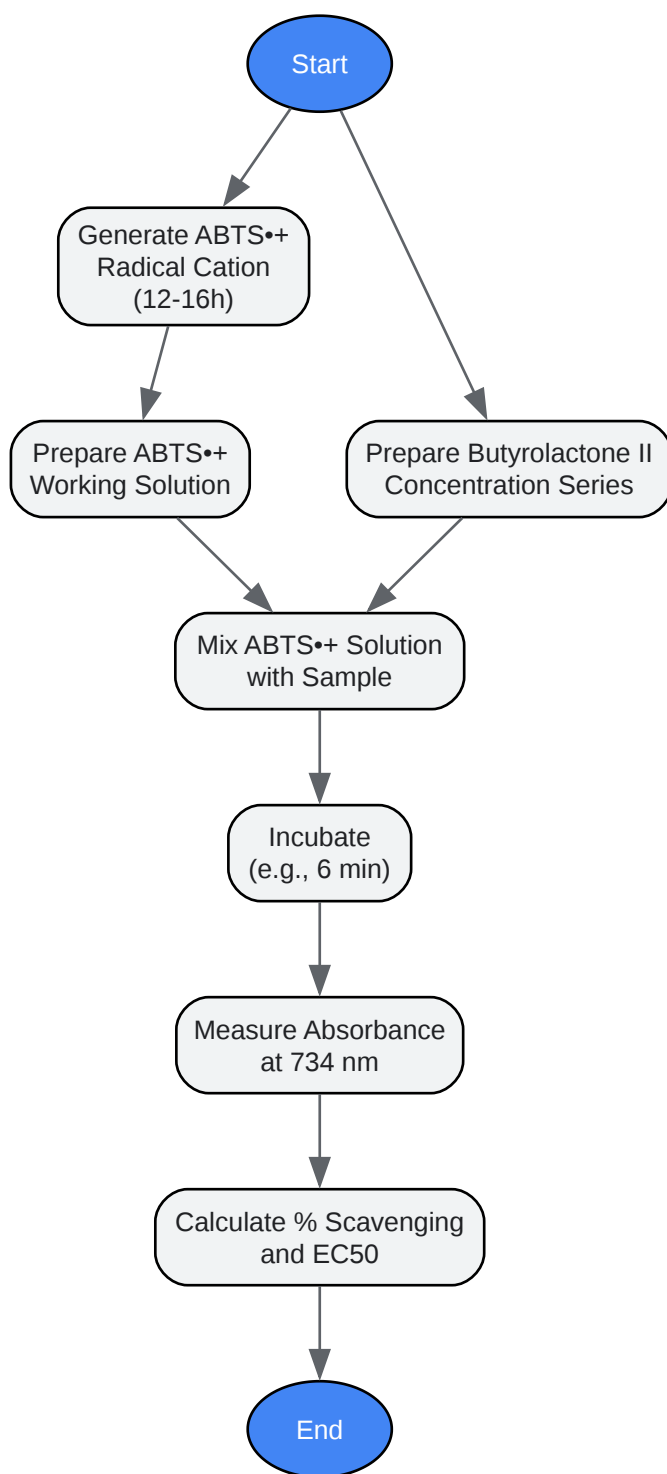 Start
Generate ABTS•+
Radical Cation
(12-16h)
Prepare ABTS•+
Working Solution
Prepare Butyrolactone II
Concentration Series
Mix ABTS•+ Solution
with Sample
Incubate
(e.g., 6 min)
Measure Absorbance
at 734 nm
Calculate % Scavenging
and EC50
End